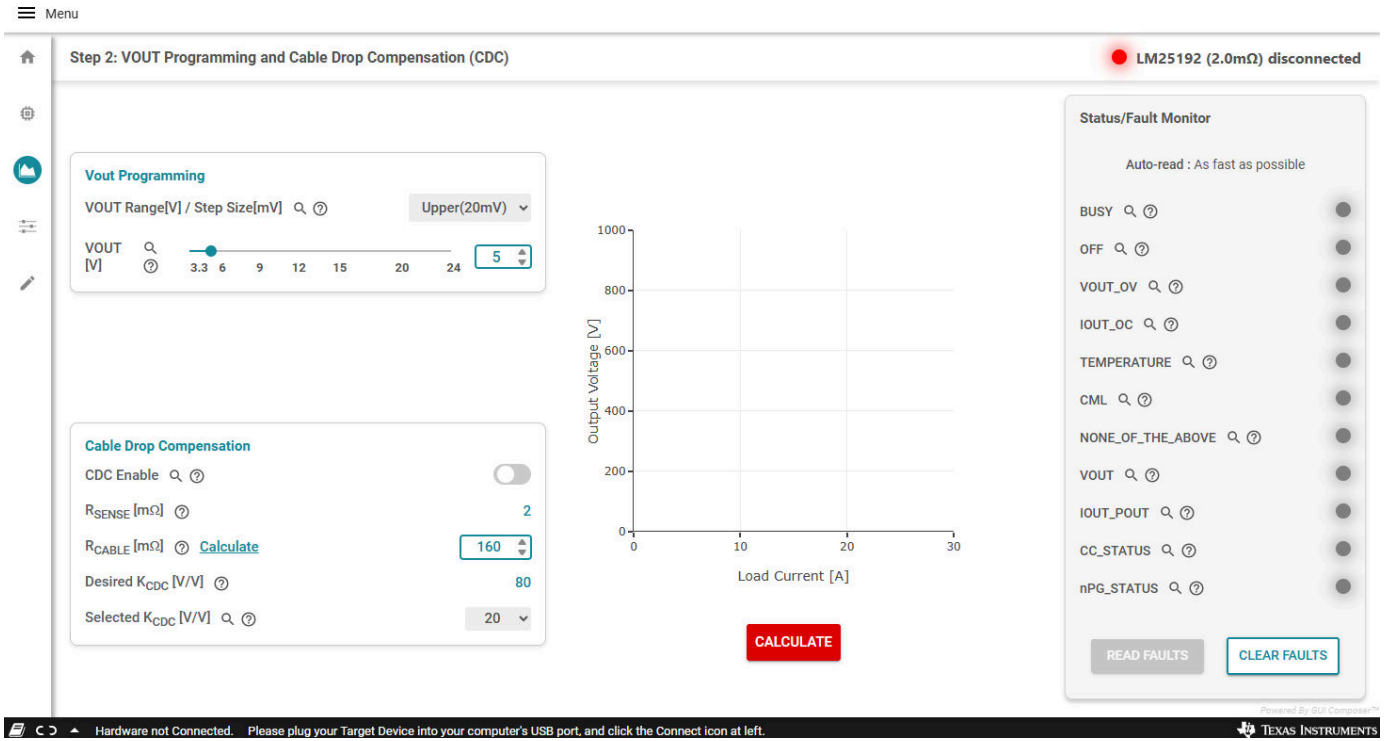 Menu
Step 2: VOUT Programming and Cable Drop Compensation (CDC)
LM25192 (2.0mΩ) disconnected
Vout Programming
VOUT Range[V] / Step Size[mV]
Upper(20mV)
VOUT
[V]
3.3 6 9 12 15 20 24
5
Cable Drop Compensation
CDC Enable
RSENSE [mΩ]
2
RCABLE [mΩ] Calculate
160
Desired KCDC [V/V]
80
Selected KCDC [V/V]
20
1000
800
600
400
200
0
Output Voltage [V]
0 10 20 30
Load Current [A]
CALCULATE
Status/Fault Monitor
Auto-read : As fast as possible
BUSY
OFF
VOUT_OV
IOUT_OC
TEMPERATURE
CML
NONE_OF_THE_ABOVE
VOUT
IOUT_POUT
CC_STATUS
nPG_STATUS
READ FAULTS
CLEAR FAULTS
Powered By GUI Composer™
Hardware not Connected. Please plug your Target Device into your computer's USB port, and click the Connect icon at left.
TEXAS INSTRUMENTS